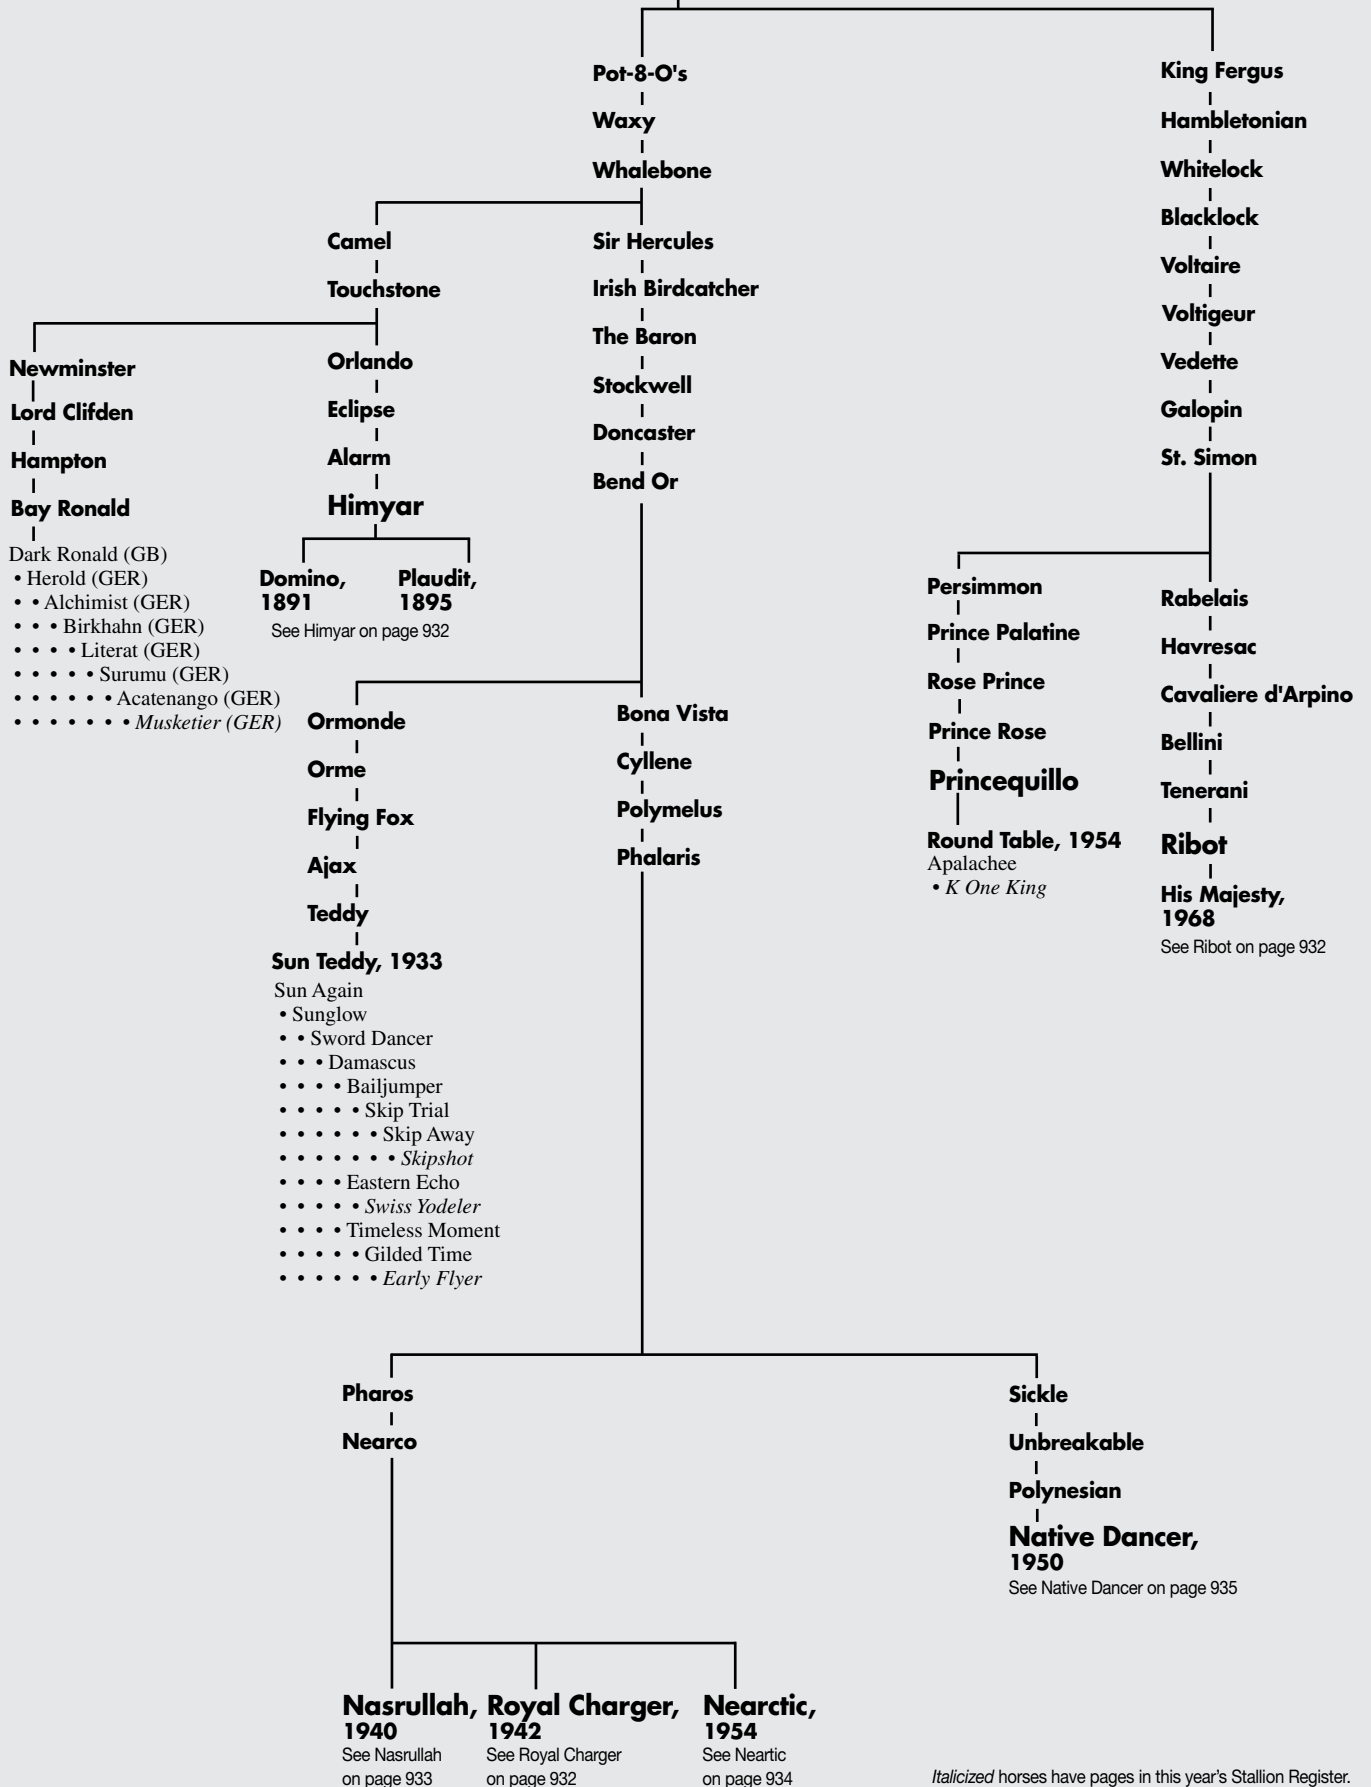 Pot-8-O's
Waxy
Whalebone
King Fergus
Hambletonian
Whitelock
Blacklock
Voltaire
Voltigeur
Vedette
Galopin
St. Simon
Camel
Touchstone
Sir Hercules
Irish Birdcatcher
The Baron
Stockwell
Doncaster
Bend Or
Newminster
Lord Clifden
Hampton
Bay Ronald
Dark Ronald (GB)
• Herold (GER)
• • Alchimist (GER)
• • • Birkhahn (GER)
• • • • Literat (GER)
• • • • • Surumu (GER)
• • • • • • Acatenango (GER)
• • • • • • • Musketier (GER)
Orlando
Eclipse
Alarm
Himyar
Domino,
1891
Plaudit,
1895
See Himyar on page 932
Persimmon
Prince Palatine
Rose Prince
Prince Rose
Princequillo
Round Table, 1954
Apalachee
• K One King
Rabelais
Havresac
Cavaliere d'Arpino
Bellini
Tenerani
Ribot
His Majesty,
1968
See Ribot on page 932
Ormonde
Orme
Flying Fox
Ajax
Teddy
Sun Teddy, 1933
Sun Again
• Sunglow
• • Sword Dancer
• • • Damascus
• • • • Bailjumper
• • • • • Skip Trial
• • • • • • Skip Away
• • • • • • • Skipshot
• • • • Eastern Echo
• • • • • Swiss Yodeler
• • • • Timeless Moment
• • • • • Gilded Time
• • • • • • Early Flyer
Bona Vista
Cyllene
Polymelus
Phalaris
Pharos
Nearco
Sickle
Unbreakable
Polynesian
Native Dancer,
1950
See Native Dancer on page 935
Nasrullah,
1940
See Nasrullah
on page 933
Royal Charger,
1942
See Royal Charger
on page 932
Nearctic,
1954
See Neartic
on page 934
Italicized horses have pages in this year's Stallion Register.